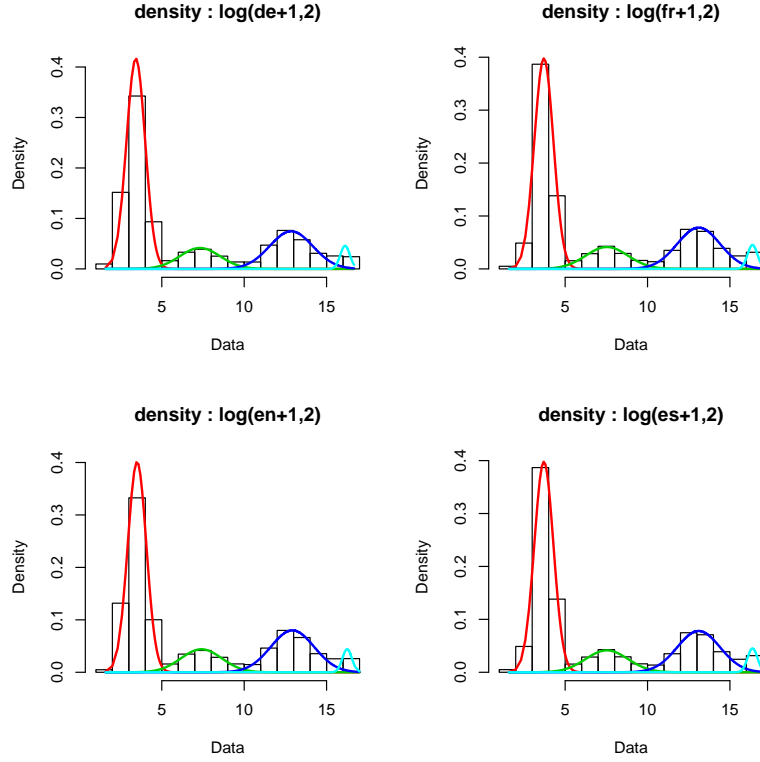 density : log(de+1,2)
Density
0.0 0.1 0.2 0.3 0.4
5 10 15
Data
density : log(fr+1,2)
Density
0.0 0.1 0.2 0.3 0.4
5 10 15
Data
density : log(en+1,2)
Density
0.0 0.1 0.2 0.3 0.4
5 10 15
Data
density : log(es+1,2)
Density
0.0 0.1 0.2 0.3 0.4
5 10 15
Data